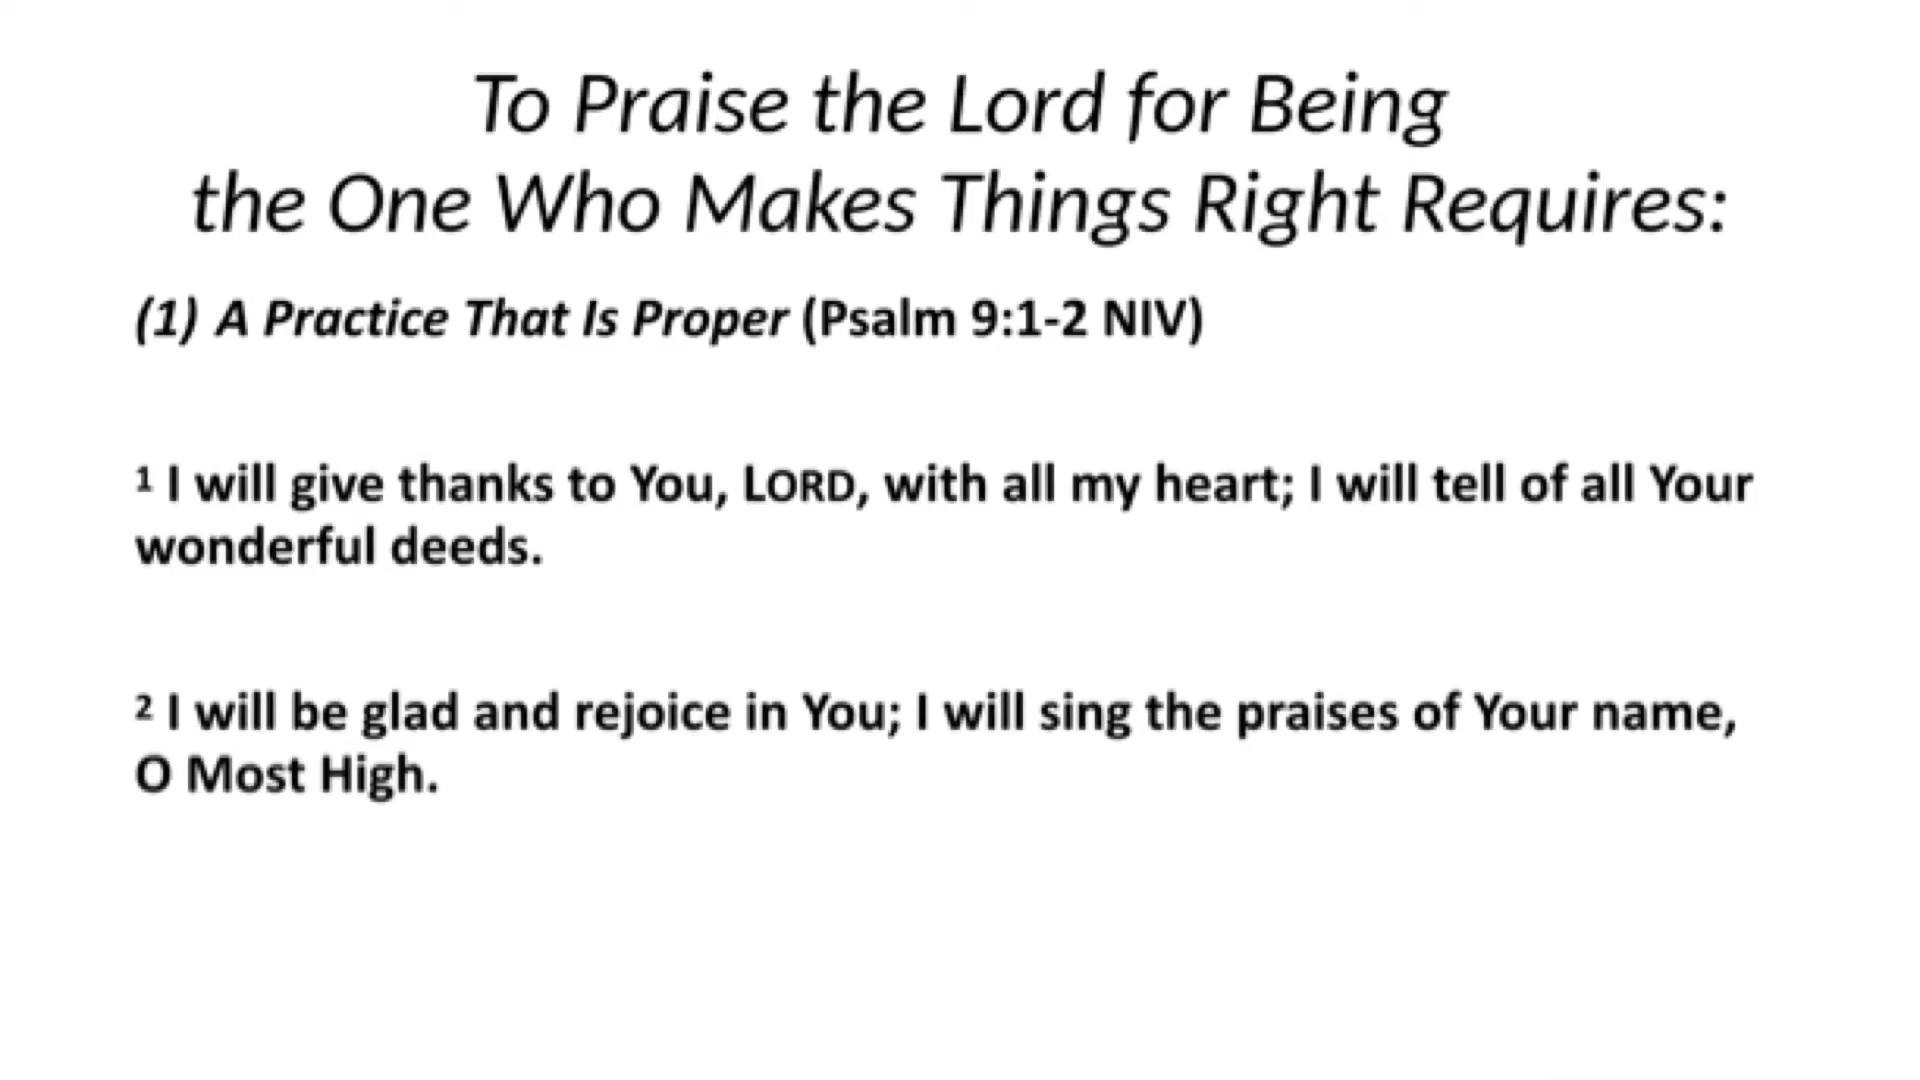 To Praise the Lord for Being
the One Who Makes Things Right Requires:
(1) A Practice That Is Proper (Psalm 9:1-2 NIV)
1 I will give thanks to You, LORD, with all my heart; I will tell of all Your
wonderful deeds.
2 I will be glad and rejoice in You; I will sing the praises of Your name,
O Most High.